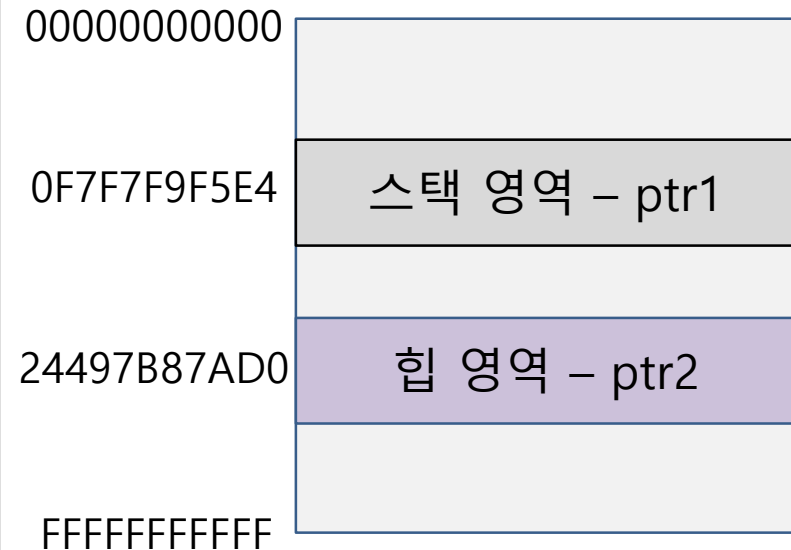 00000000000
0F7F7F9F5E4
스택 영역 – ptr1
24497B87AD0
힙 영역 – ptr2
FFFFFFFFFFF